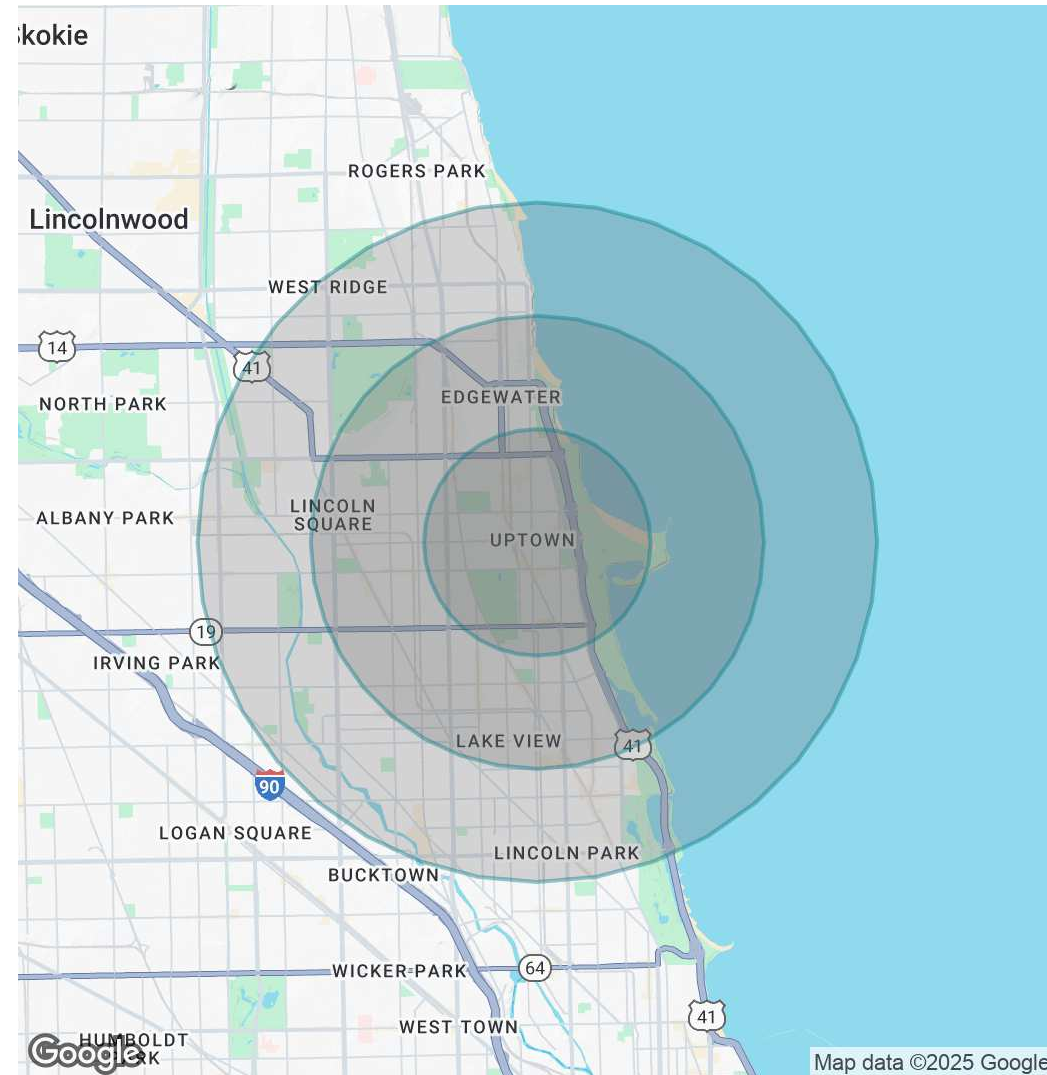 Skokie
ROGERS PARK
Lincolnwood
WEST RIDGE
14
41
EDGEWATER
NORTH PARK
LINCOLN
SQUARE
ALBANY PARK
UPTOWN
19
IRVING PARK
LAKE VIEW
41
90
LOGAN SQUARE
LINCOLN PARK
BUCKTOWN
WICKER PARK
64
41
WEST TOWN
HUMBOLDT
PARK
Google
Map data ©2025 Google